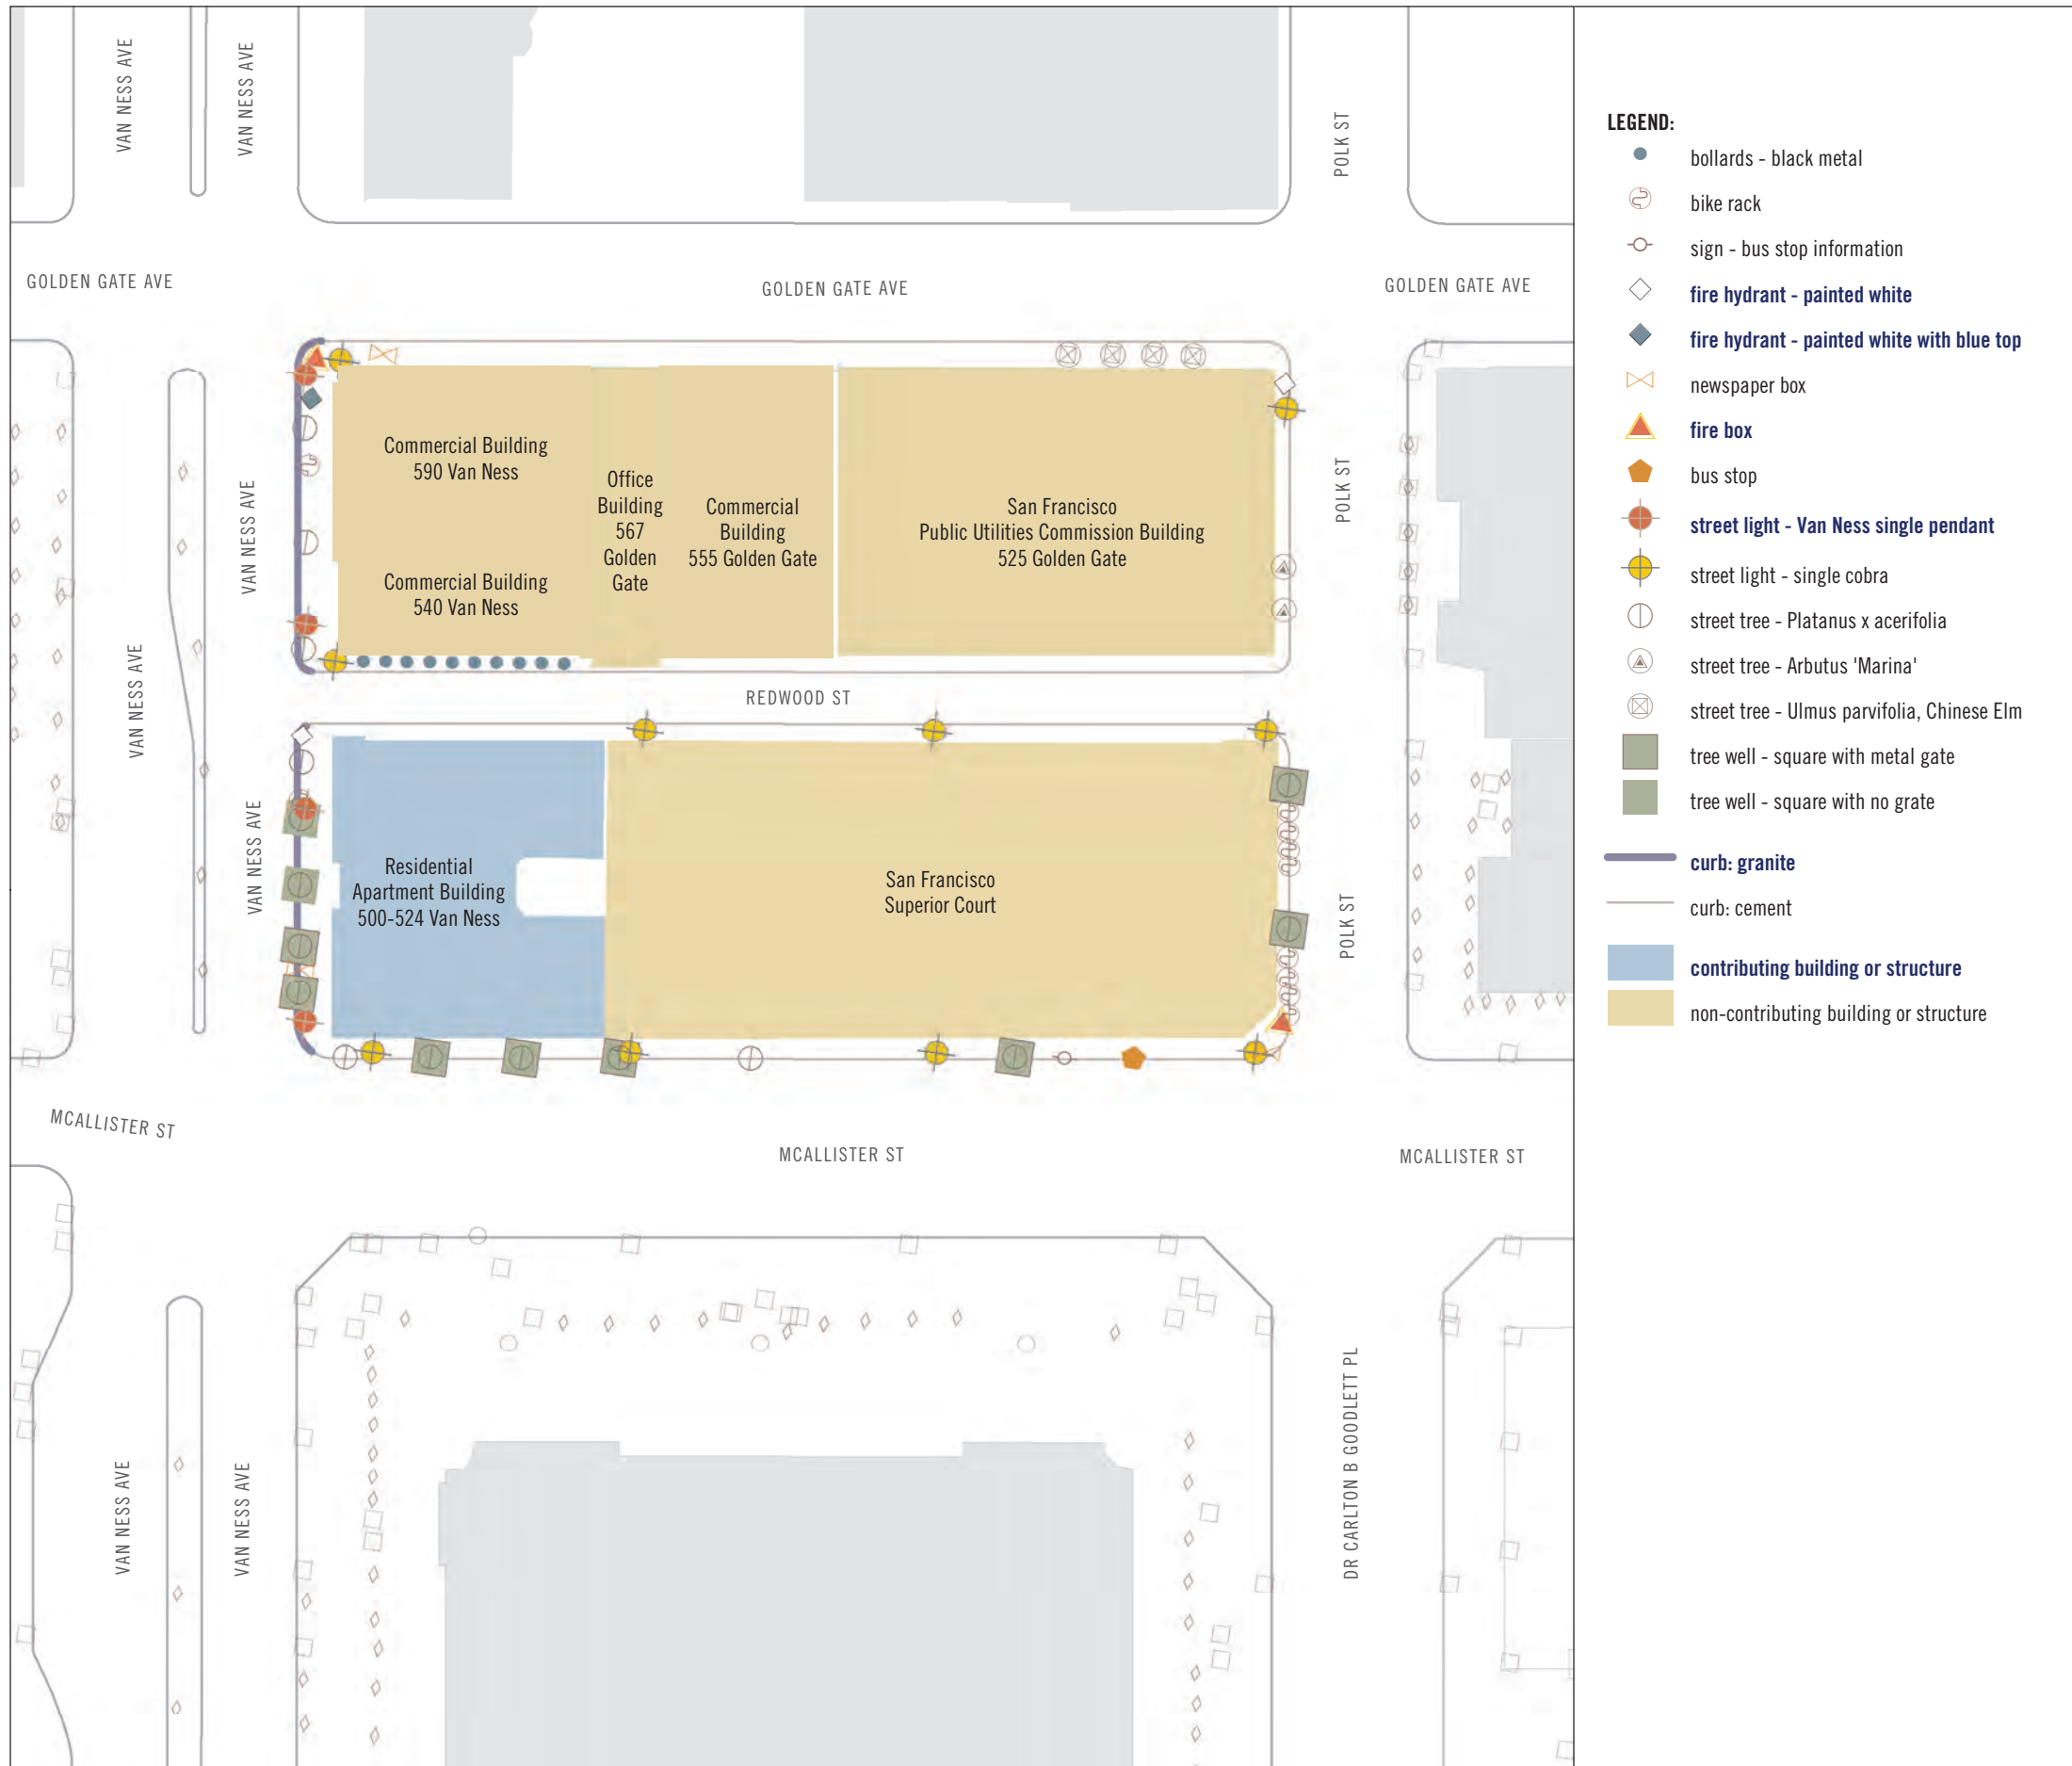 VAN NESS AVE
VAN NESS AVE
POLK ST
GOLDEN GATE AVE
GOLDEN GATE AVE
GOLDEN GATE AVE
Commercial Building
590 Van Ness
Office
Building
567
Golden
Gate
Commercial
Building
555 Golden Gate
San Francisco
Public Utilities Commission Building
525 Golden Gate
Commercial Building
540 Van Ness
VAN NESS AVE
POLK ST
VAN NESS AVE
REDWOOD ST
VAN NESS AVE
Residential
Apartment Building
500-524 Van Ness
San Francisco
Superior Court
POLK ST
MCALLISTER ST
MCALLISTER ST
MCALLISTER ST
VAN NESS AVE
VAN NESS AVE
DR CARLTON B GOODLETT PL
LEGEND:
bollards - black metal
bike rack
sign - bus stop information
fire hydrant - painted white
fire hydrant - painted white with blue top
newspaper box
fire box
bus stop
street light - Van Ness single pendant
street light - single cobra
street tree - Platanus x acerifolia
street tree - Arbutus 'Marina'
street tree - Ulmus parvifolia, Chinese Elm
tree well - square with metal gate
tree well - square with no grate
curb: granite
curb: cement
contributing building or structure
non-contributing building or structure